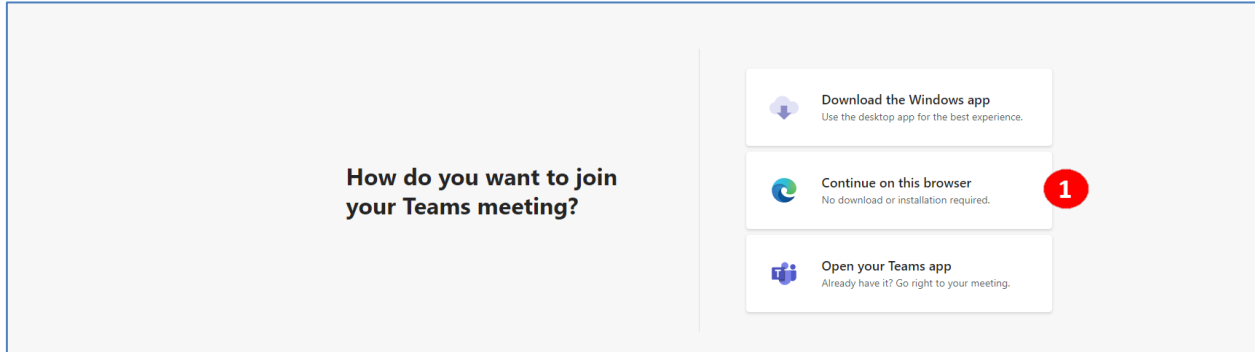 How do you want to join
your Teams meeting?
Download the Windows app
Use the desktop app for the best experience.
Continue on this browser
No download or installation required.
1
Open your Teams app
Already have it? Go right to your meeting.